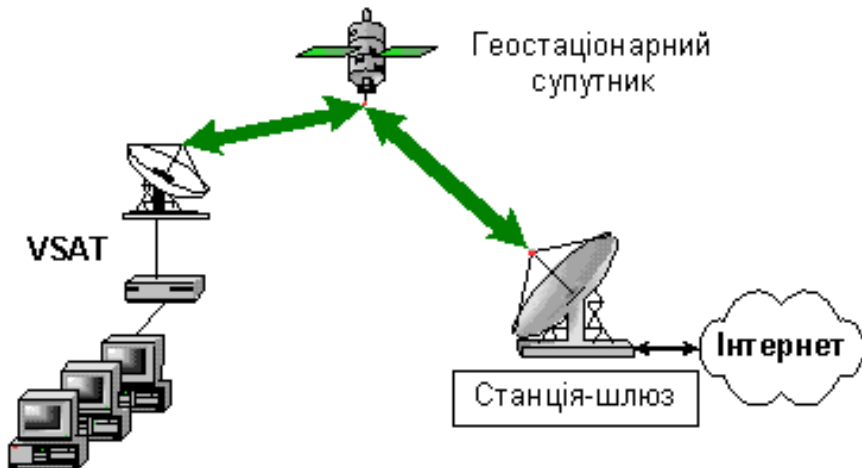 Геостаціонарний
супутник
VSAT
Інтернет
Станція-шлюз